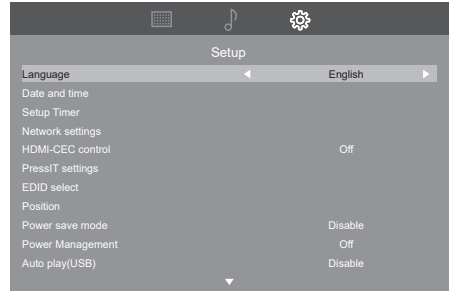 Setup
Language English
Date and time
Setup Timer
Network settings
HDMI-CEC control Off
PressIT settings
EDID select
Position
Power save mode Disable
Power Management Off
Auto play(USB) Disable